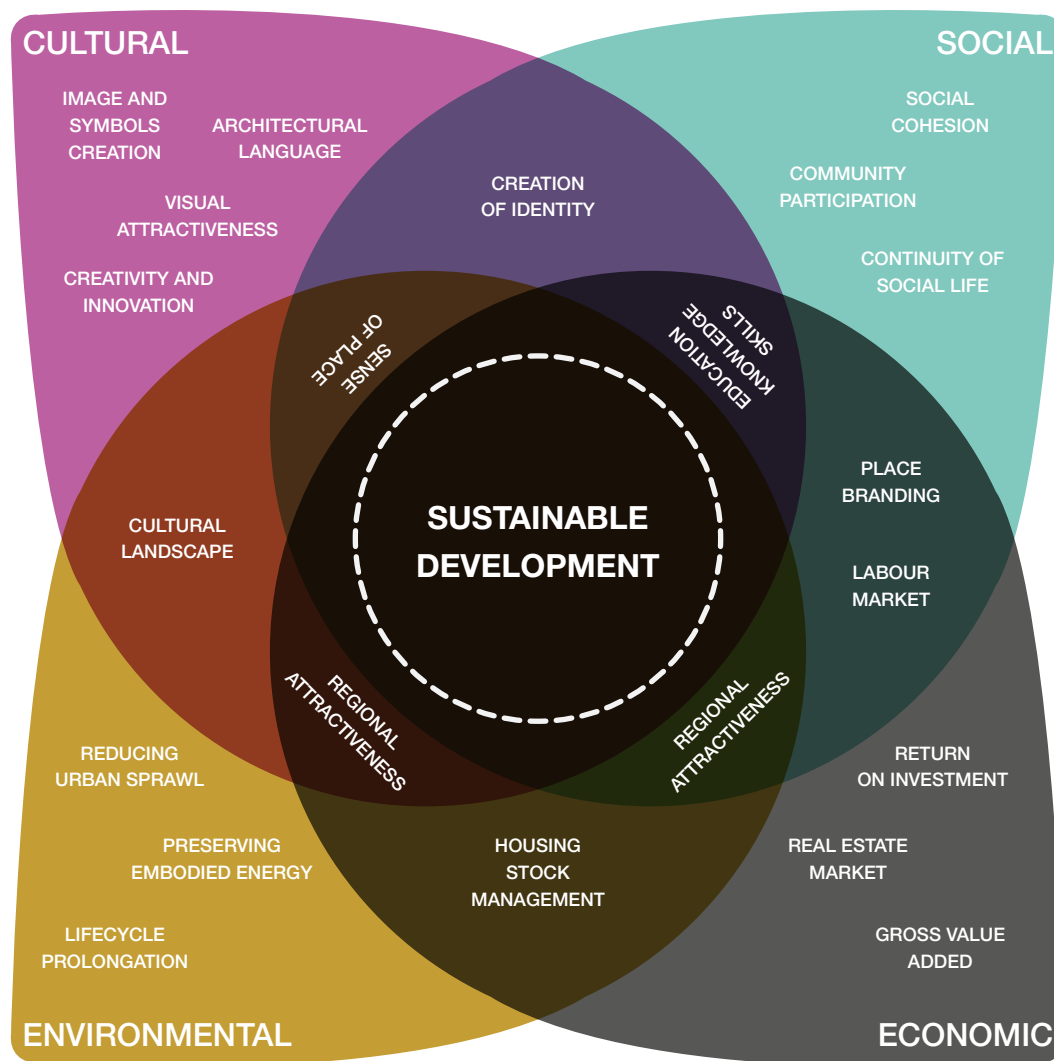 CULTURAL
SOCIAL
IMAGE AND
SYMBOLS
CREATION
ARCHITECTURAL
LANGUAGE
VISUAL
ATTRACTIVENESS
CREATIVITY AND
INNOVATION
CREATION
OF IDENTITY
SOCIAL
COHESION
COMMUNITY
PARTICIPATION
CONTINUITY OF
SOCIAL LIFE
SENSE
OF PLACE
SKILLS
KNOWLEDGE
EDUCATION
CULTURAL
LANDSCAPE
SUSTAINABLE
DEVELOPMENT
PLACE
BRANDING
LABOUR
MARKET
REGIONAL
ATTRACTIVENESS
REGIONAL
ATTRACTIVENESS
REDUCING
URBAN SPRAWL
PRESERVING
EMBODIED ENERGY
LIFECYCLE
PROLONGATION
HOUSING
STOCK
MANAGEMENT
RETURN
ON INVESTMENT
REAL ESTATE
MARKET
GROSS VALUE
ADDED
ENVIRONMENTAL
ECONOMIC